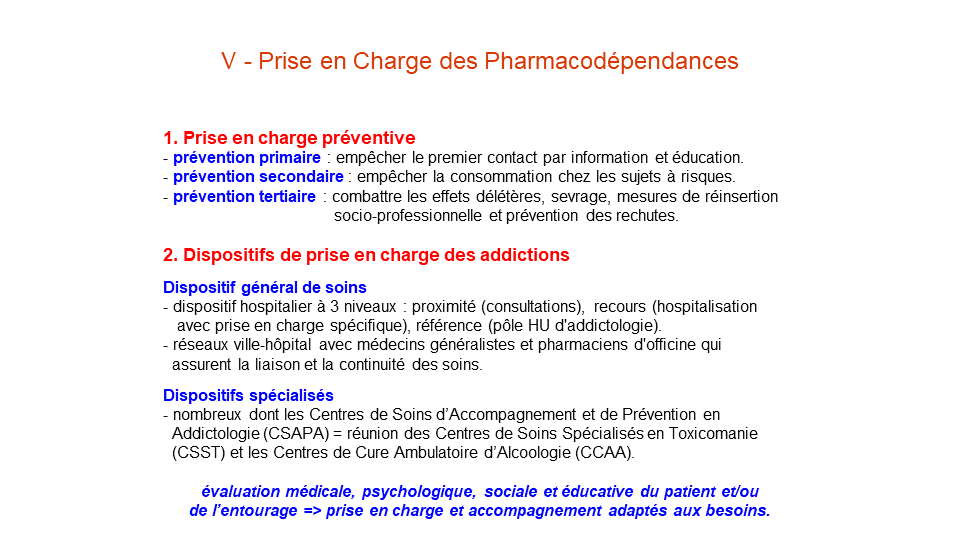 V - Prise en Charge des Pharmacodépendances
1. Prise en charge préventive
- prévention primaire : empêcher le premier contact par information et éducation.
- prévention secondaire : empêcher la consommation chez les sujets à risques.
- prévention tertiaire : combattre les effets délétères, sevrage, mesures de réinsertion
socio-professionnelle et prévention des rechutes.
2. Dispositifs de prise en charge des addictions
Dispositif général de soins
- dispositif hospitalier à 3 niveaux : proximité (consultations), recours (hospitalisation
avec prise en charge spécifique), référence (pôle HU d'addictologie).
- réseaux ville-hôpital avec médecins généralistes et pharmaciens d'officine qui
assurent la liaison et la continuité des soins.
Dispositifs spécialisés
- nombreux dont les Centres de Soins d’Accompagnement et de Prévention en
Addictologie (CSAPA) = réunion des Centres de Soins Spécialisés en Toxicomanie
(CSST) et les Centres de Cure Ambulatoire d’Alcoologie (CCAA).
évaluation médicale, psychologique, sociale et éducative du patient et/ou
de l’entourage => prise en charge et accompagnement adaptés aux besoins.